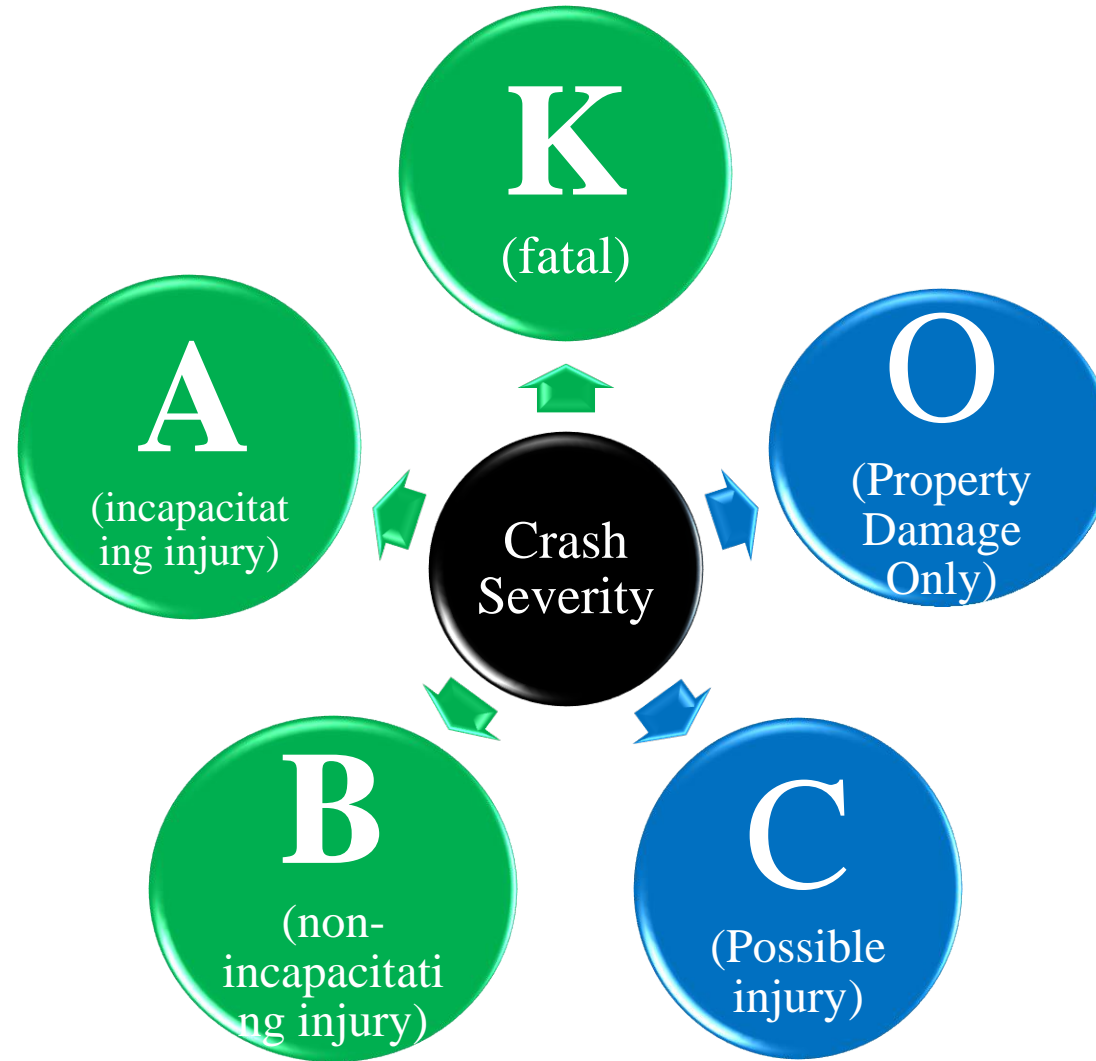 K
(fatal)
A
(incapacitat
ing injury)
O
(Property
Damage
Only)
Crash
Severity
B
(non-
incapacitati
ng injury)
C
(Possible
injury)